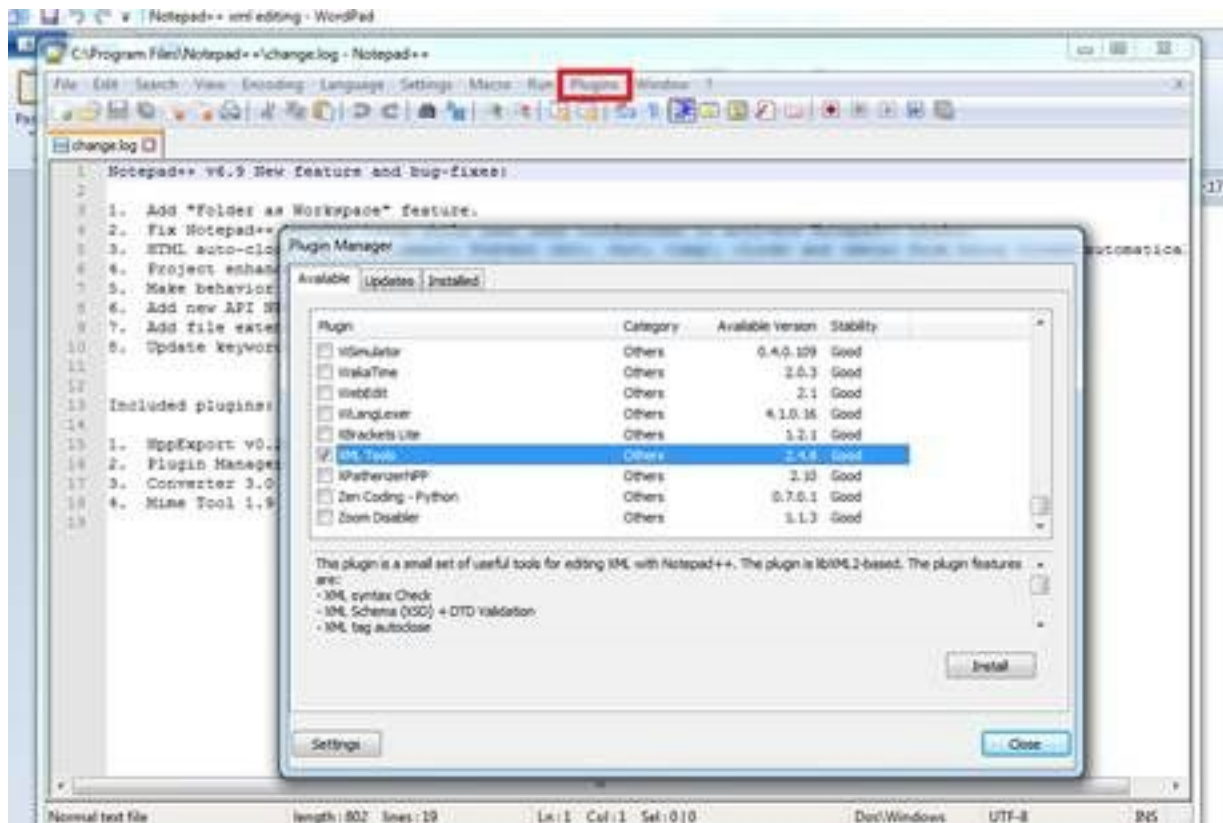 Notepad++ xml editing - WordPad
C:\Program Files\Notepad++\change.log - Notepad++
File Edit Search View Encoding Language Settings Macro Run Plugins Window ?
change.log
1 Notepad++ v6.9 New feature and bug-fixes:
2
3 1. Add "Folder as Workspace" feature.
4 2. Fix Notepad++
5 3. HTML auto-clo automatica
6 4. Project enhan
7 5. Make behavior
8 6. Add new API N
9 7. Add file exten
10 8. Update keyword
11
12
13 Included plugins:
14
15 1. NppExport v0.2
16 2. Plugin Manager
17 3. Converter 3.0
18 4. Mime Tool 1.9
19
Plugin Manager
Available Updates Installed
Plugin Category Available Version Stability
ViSimulator Others 0.4.0.109 Good
WakaTime Others 2.0.3 Good
WebEdit Others 2.1 Good
WLangLexer Others 4.1.0.16 Good
XBrackets Lite Others 1.2.1 Good
XML Tools Others 2.4.8 Good
XPatherizerNPP Others 2.10 Good
Zen Coding - Python Others 0.7.0.1 Good
Zoom Disabler Others 1.1.3 Good
This plugin is a small set of useful tools for editing XML with Notepad++. The plugin is libXML2-based. The plugin features
are:
- XML syntax Check
- XML Schema (XSD) + DTD Validation
- XML tag autoclose
Install
Settings Close
Normal text file length : 802 lines : 19 Ln : 1 Col : 1 Sel : 0 | 0 Dos\Windows UTF-8 INS